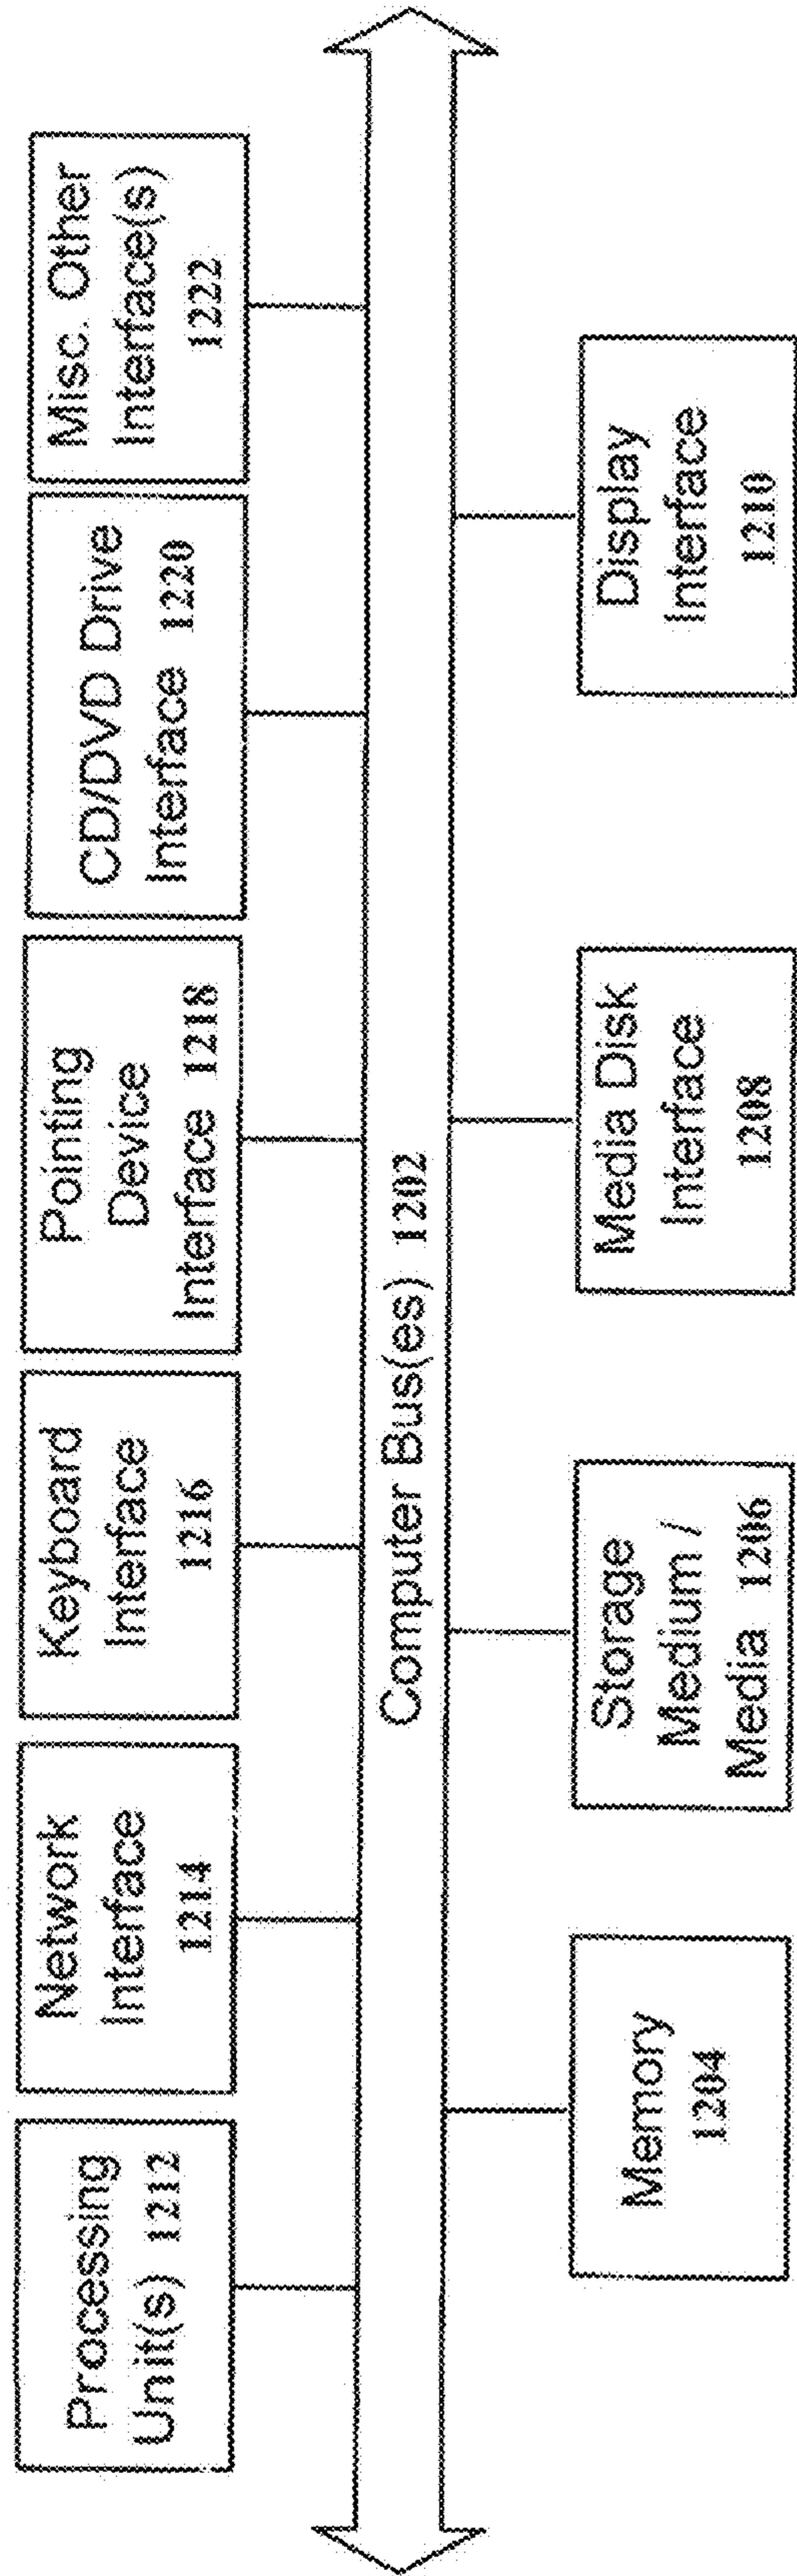 Processing
Unit(s) 1212
Network
Interface
1214
Keyboard
Interface
1216
Pointing
Device
Interface 1218
CD/DVD Drive
Interface 1220
Misc. Other
Interface(s)
1222
Computer Bus(es) 1202
Memory
1204
Storage
Medium /
Media 1206
Media Disk
Interface
1208
Display
Interface
1210